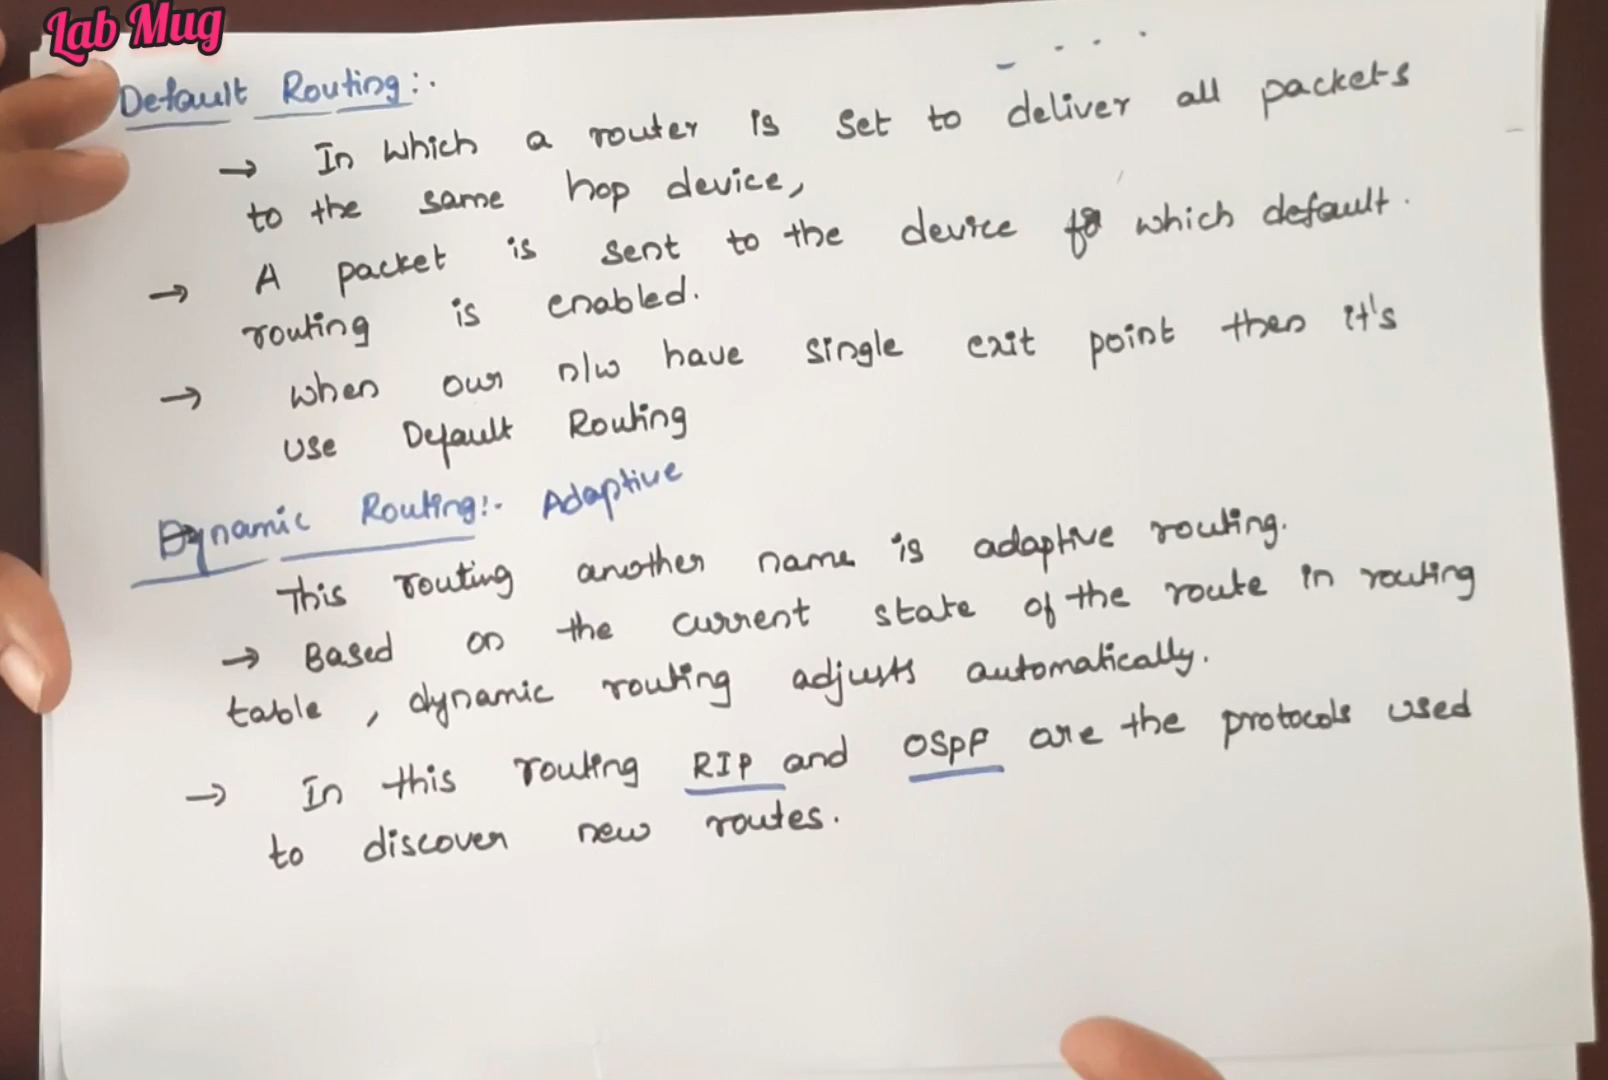 Lab Mug
Default Routing:.
→ In which a router is set to deliver all packets
to the same hop device,
→ A packet is sent to the device for which default.
routing is enabled.
→ when our n/w have single exit point then it's
use Default Routing
Dynamic Routing:. Adaptive
This routing another name is adaptive routing.
→ Based on the current state of the route in routing
table, dynamic routing adjusts automatically.
→ In this routing RIP and OSPF are the protocols used
to discover new routes.